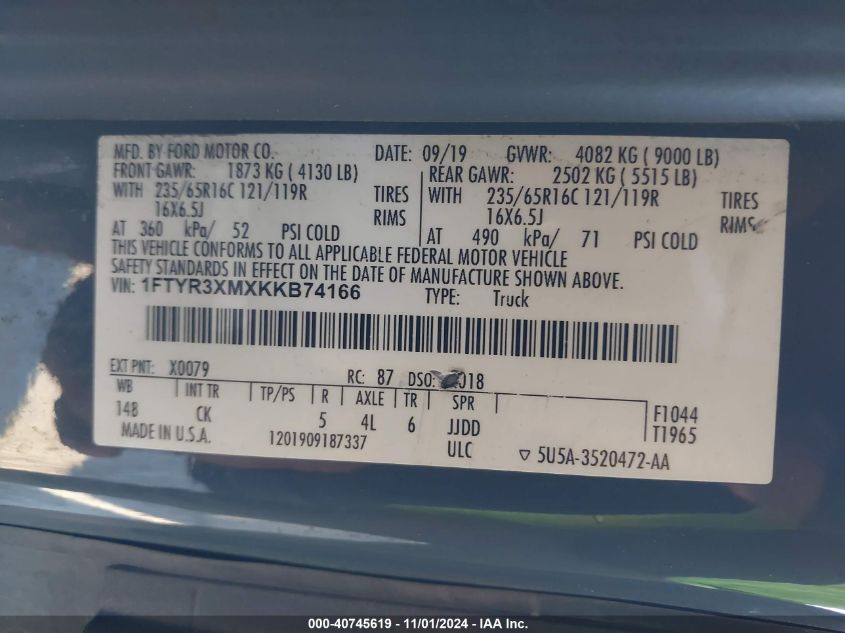 MFD. BY FORD MOTOR CO. DATE: 09/19 GVWR: 4082 KG ( 9000 LB)
FRONT GAWR: 1873 KG ( 4130 LB) REAR GAWR: 2502 KG ( 5515 LB)
WITH 235/65R16C 121/119R TIRES WITH 235/65R16C 121/119R TIRES
16X6.5J RIMS 16X6.5J RIMS
AT 360 kPa/ 52 PSI COLD AT 490 kPa/ 71 PSI COLD
THIS VEHICLE CONFORMS TO ALL APPLICABLE FEDERAL MOTOR VEHICLE
SAFETY STANDARDS IN EFFECT ON THE DATE OF MANUFACTURE SHOWN ABOVE.
VIN: 1FTYR3XMXKKB74166 TYPE: Truck
EXT PNT: X0079 RC: 87 DSO: 018
WB INT TR TP/PS R AXLE TR SPR F1044
148 CK 5 4L 6 JJDD T1965
MADE IN U.S.A. 1201909187337 ULC ▽ 5U5A-3520472-AA
000-40745619 - 11/01/2024 - IAA Inc.